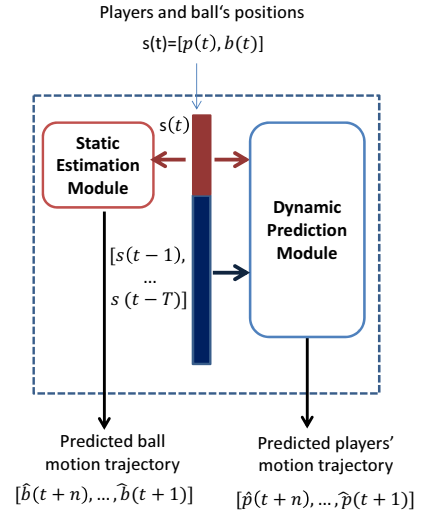 Players and ball's positions
s(t)=[p(t), b(t)]
s(t)
Static
Estimation
Module
Dynamic
Prediction
Module
[s(t − 1),
...
s (t − T)]
Predicted ball
motion trajectory
[b̂(t + n), ..., b̂(t + 1)]
Predicted players'
motion trajectory
[p̂(t + n), ..., p̂(t + 1)]